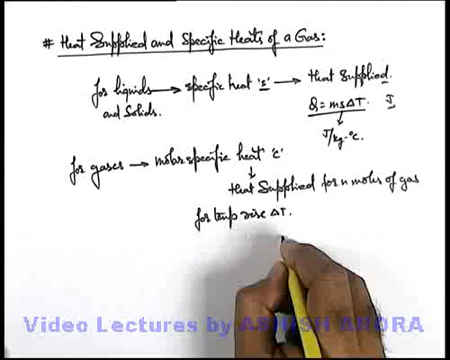 # Heat Supplied and Specific Heats of a Gas:
for liquids → specific heat 's' → Heat Supplied.
and Solids.
Q = msΔT. J
J/kg-°C.
for gases → molar specific heat 'c'
Heat Supplied for n moles of gas
for temp rise ΔT.
Video Lectures by ASHISH ARORA